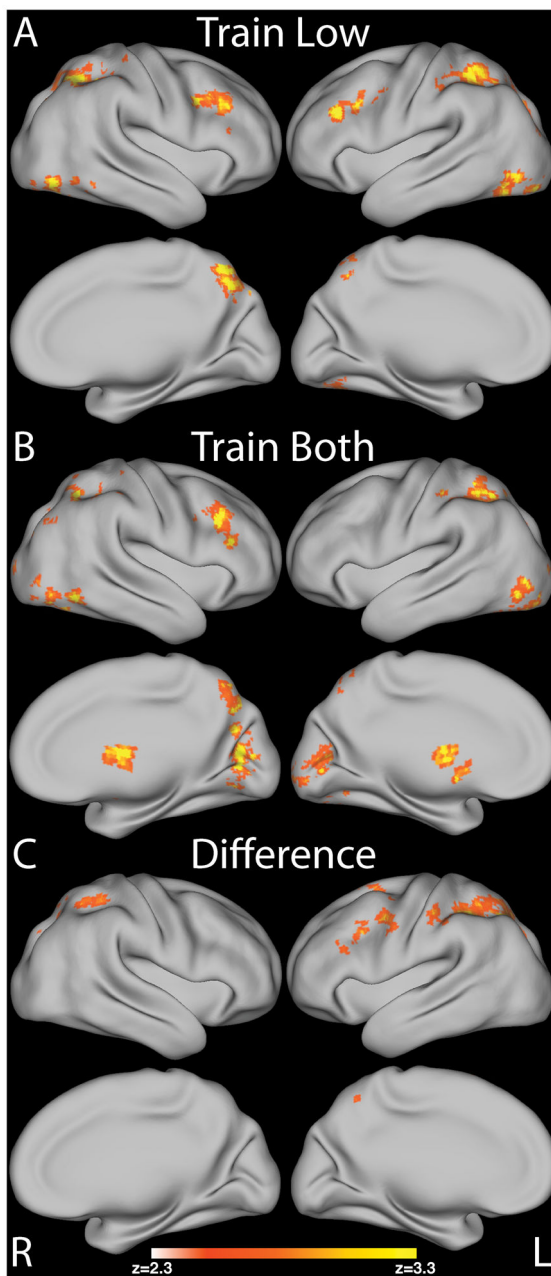 A Train Low
B Train Both
C Difference
R L
z=2.3 z=3.3